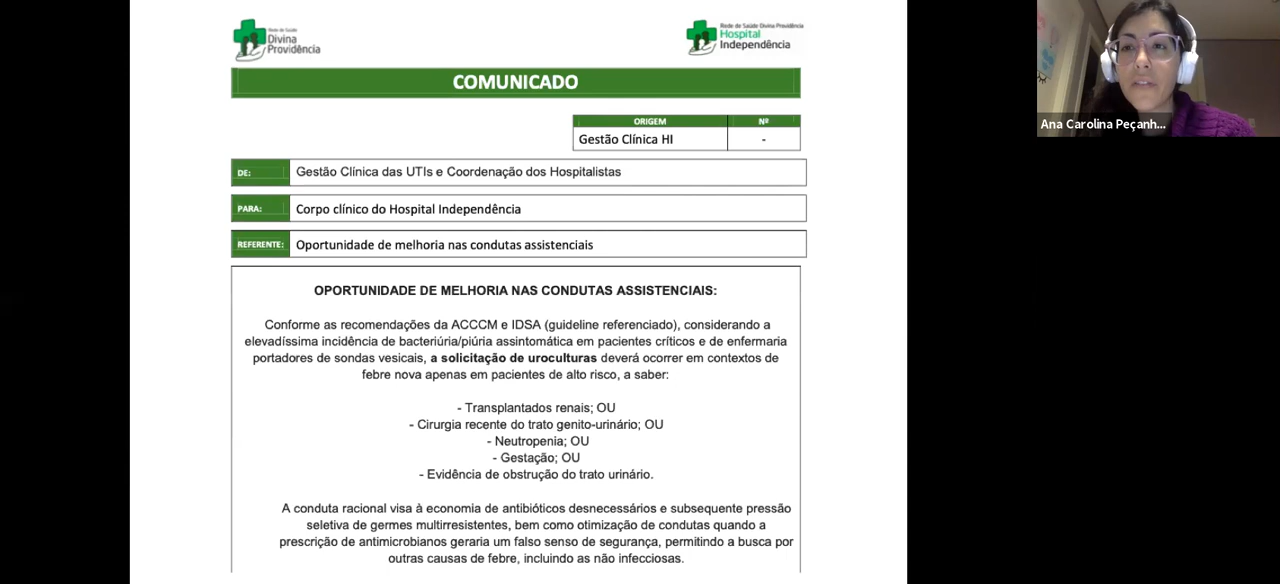 Rede de Saúde
Divina
Providência
Rede de Saúde Divina Providência
Hospital
Independência
COMUNICADO
ORIGEM Nº
Gestão Clínica HI -
DE: Gestão Clínica das UTIs e Coordenação dos Hospitalistas
PARA: Corpo clínico do Hospital Independência
REFERENTE: Oportunidade de melhoria nas condutas assistenciais
OPORTUNIDADE DE MELHORIA NAS CONDUTAS ASSISTENCIAIS:
Conforme as recomendações da ACCCM e IDSA (guideline referenciado), considerando a
elevadíssima incidência de bacteriúria/piúria assintomática em pacientes críticos e de enfermaria
portadores de sondas vesicais, a solicitação de uroculturas deverá ocorrer em contextos de
febre nova apenas em pacientes de alto risco, a saber:
- Transplantados renais; OU
- Cirurgia recente do trato genito-urinário; OU
- Neutropenia; OU
- Gestação; OU
- Evidência de obstrução do trato urinário.
A conduta racional visa à economia de antibióticos desnecessários e subsequente pressão
seletiva de germes multirresistentes, bem como otimização de condutas quando a
prescrição de antimicrobianos geraria um falso senso de segurança, permitindo a busca por
outras causas de febre, incluindo as não infecciosas.
Ana Carolina Peçanh...